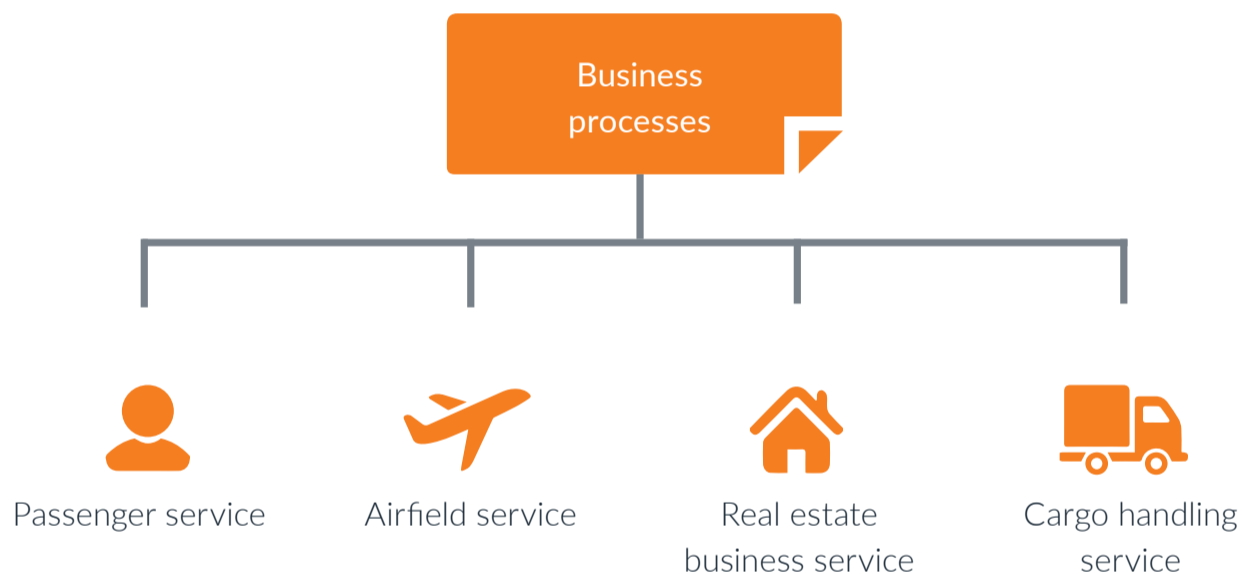 Business
processes
Passenger service
Airfield service
Real estate
business service
Cargo handling
service